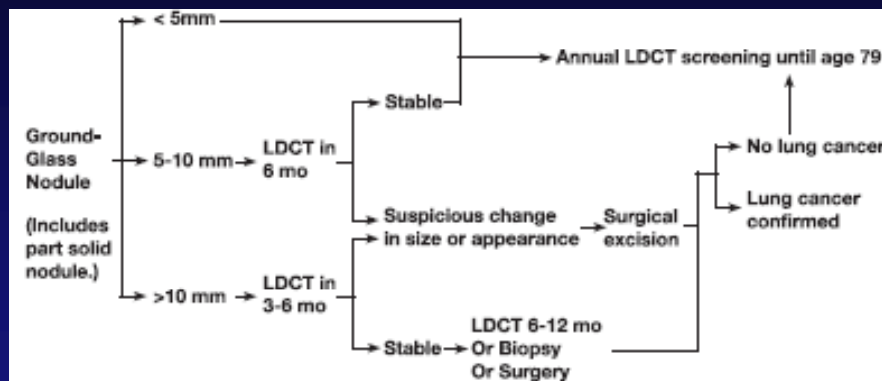 < 5mm
Annual LDCT screening until age 79
Stable
Ground-
Glass
Nodule
(Includes
part solid
nodule.)
5-10 mm
LDCT in
6 mo
No lung cancer
Suspicious change
in size or appearance
Surgical
excision
Lung cancer
confirmed
>10 mm
LDCT in
3-6 mo
Stable
LDCT 6-12 mo
Or Biopsy
Or Surgery